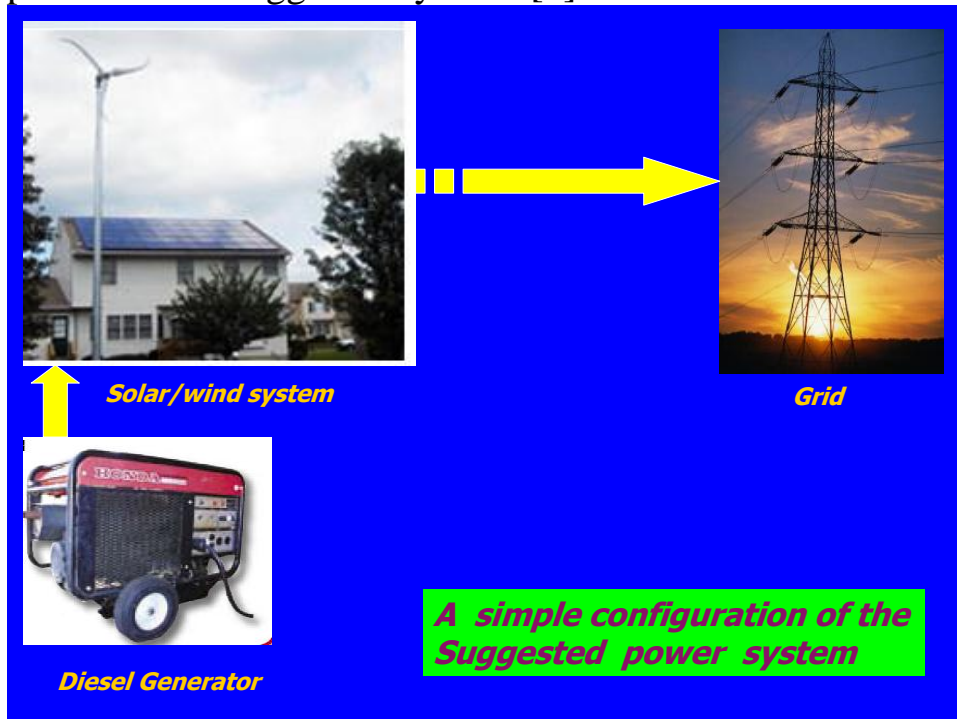 Solar/wind system
Grid
HONDA
Diesel Generator
A simple configuration of the
Suggested power system